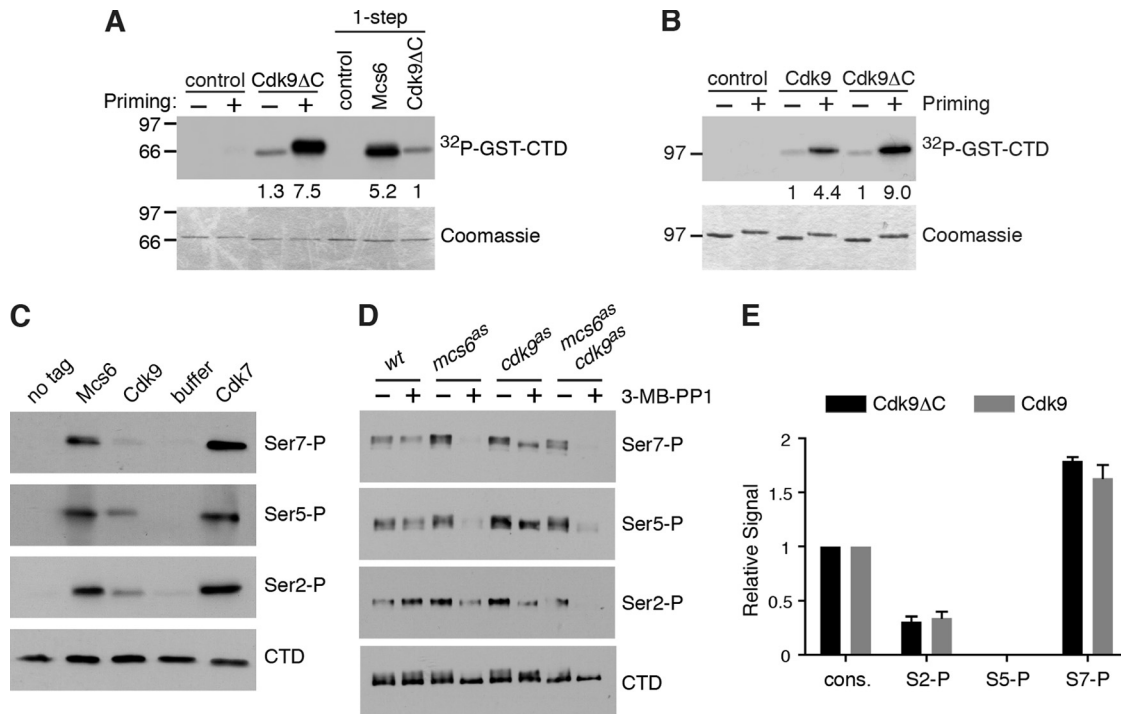 A
1-step
control
Cdk9ΔC
control
Mcs6
Cdk9ΔC
Priming:
− + − +
97
66
32P-GST-CTD
1.3 7.5 5.2 1
97
66
Coomassie
B
control Cdk9 Cdk9ΔC
− + − + − + Priming
97
32P-GST-CTD
1 4.4 1 9.0
97
Coomassie
C
no tag
Mcs6
Cdk9
buffer
Cdk7
Ser7-P
Ser5-P
Ser2-P
CTD
D
wt
mcs6as
cdk9as
mcs6as
cdk9as
− + − + − + − + 3-MB-PP1
Ser7-P
Ser5-P
Ser2-P
CTD
E
Cdk9ΔC Cdk9
Relative Signal
2
1.5
1
0.5
0
cons. S2-P S5-P S7-P